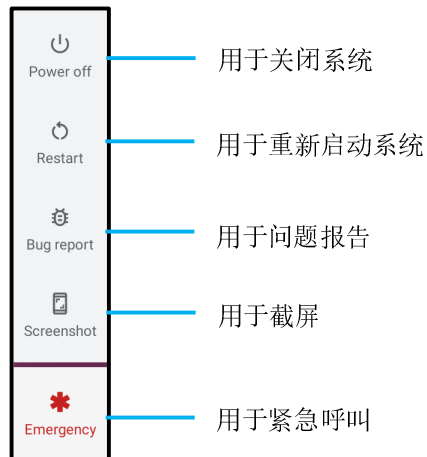 Power off
用于关闭系统
Restart
用于重新启动系统
Bug report
用于问题报告
Screenshot
用于截屏
Emergency
用于紧急呼叫